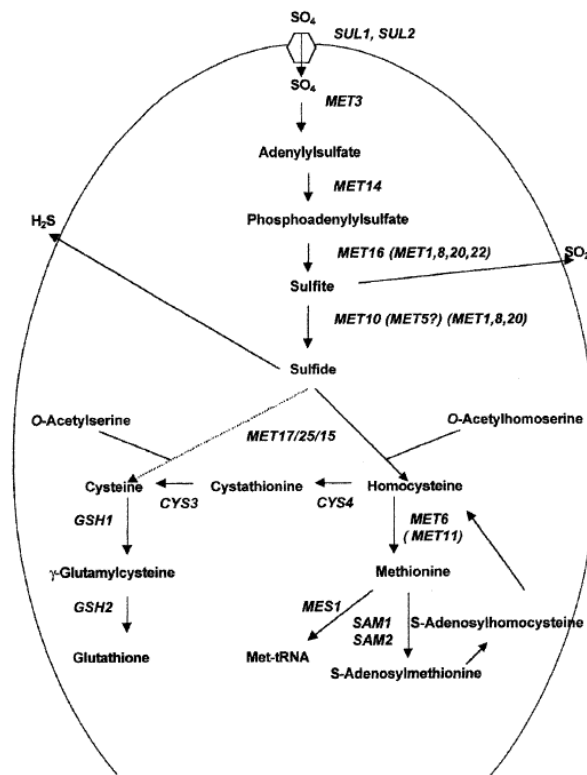 SO₄
SUL1, SUL2
SO₄
MET3
Adenylylsulfate
MET14
H₂S
Phosphoadenylylsulfate
MET16 (MET1,8,20,22)
SO₂
Sulfite
MET10 (MET5?) (MET1,8,20)
Sulfide
O-Acetylserine
O-Acetylhomoserine
MET17/25/15
Cysteine
Cystathionine
Homocysteine
CYS3
CYS4
GSH1
MET6
( MET11)
γ-Glutamylcysteine
Methionine
GSH2
MES1
SAM1
SAM2
S-Adenosylhomocysteine
Glutathione
Met-tRNA
S-Adenosylmethionine